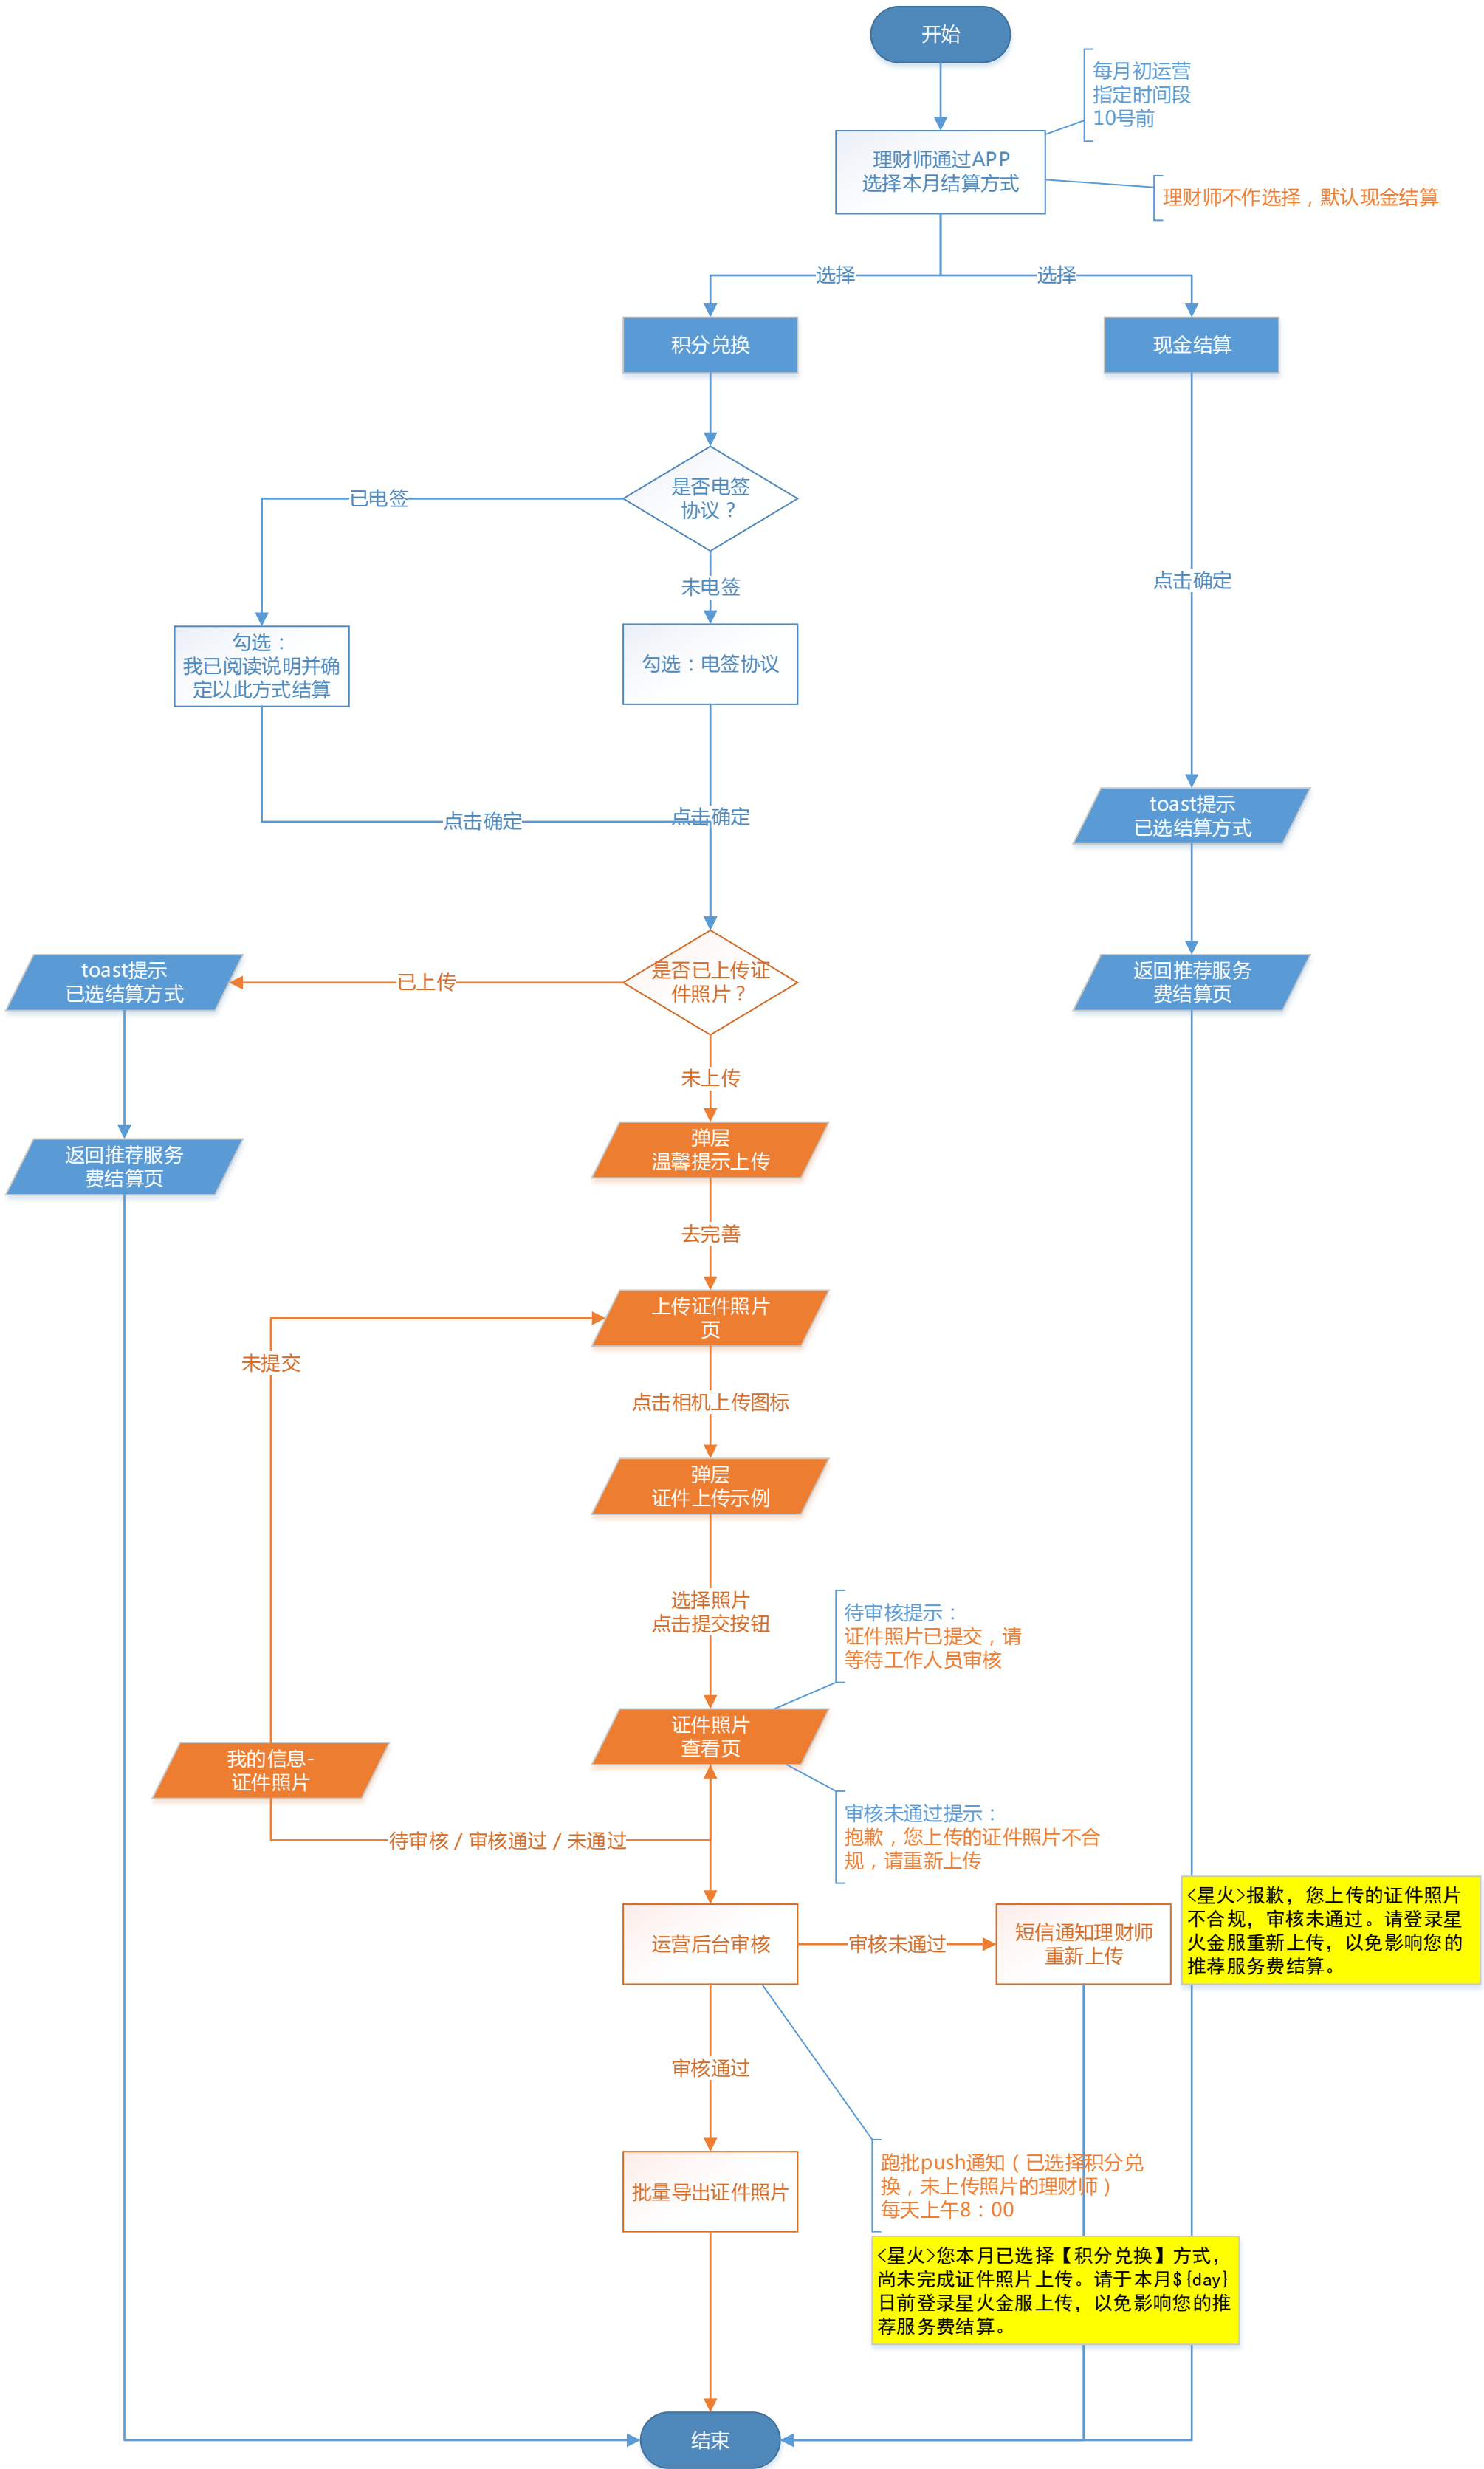 开始
每月初运营
指定时间段
10号前
理财师通过APP
选择本月结算方式
理财师不作选择，默认现金结算
选择
选择
积分兑换
现金结算
是否电签
协议？
已电签
未电签
点击确定
勾选：
我已阅读说明并确
定以此方式结算
勾选：电签协议
点击确定
点击确定
toast提示
已选结算方式
是否已上传证
件照片？
已上传
toast提示
已选结算方式
返回推荐服务
费结算页
未上传
弹层
温馨提示上传
返回推荐服务
费结算页
去完善
上传证件照片
页
未提交
点击相机上传图标
弹层
证件上传示例
选择照片
点击提交按钮
待审核提示：
证件照片已提交，请
等待工作人员审核
证件照片
查看页
我的信息-
证件照片
审核未通过提示：
抱歉，您上传的证件照片不合
规，请重新上传
待审核 / 审核通过 / 未通过
运营后台审核
审核未通过
短信通知理财师
重新上传
<星火>报歉，您上传的证件照片
不合规，审核未通过。请登录星
火金服重新上传，以免影响您的
推荐服务费结算。
审核通过
跑批push通知（已选择积分兑
换，未上传照片的理财师）
每天上午8：00
批量导出证件照片
<星火>您本月已选择【积分兑换】方式，
尚未完成证件照片上传。请于本月${day}
日前登录星火金服上传，以免影响您的推
荐服务费结算。
结束